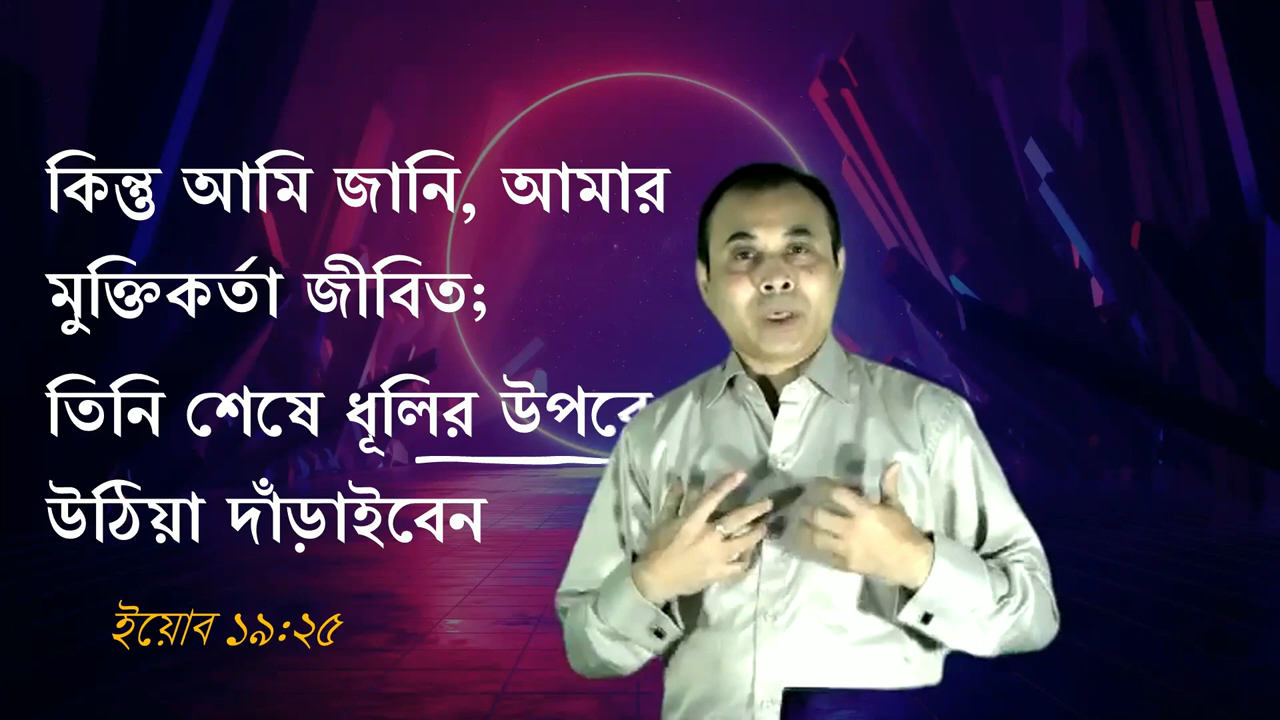 কিন্তু আমি জানি, আমার
মুক্তিকর্তা জীবিত;
তিনি শেষে ধূলির উপরে
উঠিয়া দাঁড়াইবেন
ইয়োব ১৯:২৫